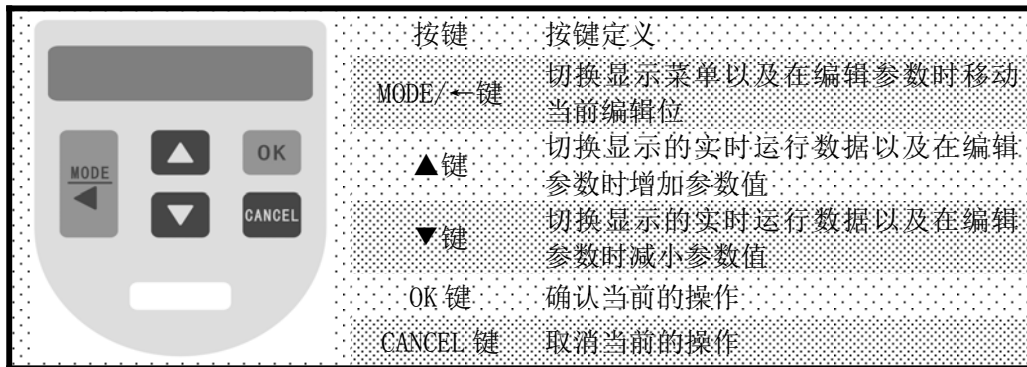 MODE
OK
CANCEL
按键 按键定义
MODE/←键 切换显示菜单以及在编辑参数时移动
当前编辑位
▲键 切换显示的实时运行数据以及在编辑
参数时增加参数值
▼键 切换显示的实时运行数据以及在编辑
参数时减小参数值
OK 键 确认当前的操作
CANCEL 键 取消当前的操作